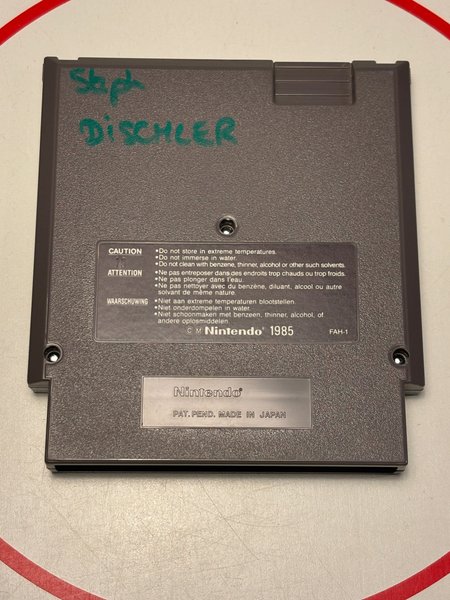 Steph
DiSCHLER
CAUTION •Do not store in extreme temperatures.
•Do not immerse in water.
•Do not clean with benzene, thinner, alcohol or other such solvents.
ATTENTION •Ne pas entreposer dans des endroits trop chauds ou trop froids.
•Ne pas plonger dans l'eau.
•Ne pas nettoyer avec du benzène, diluant, alcool ou autre
solvant de même nature.
WAARSCHUWING •Niet aan extreme temperaturen blootstellen.
•Niet onderdompelen in water.
•Niet schoonmaken met benzeen, thinner, alcohol, of
andere oplosmiddelen.
© M Nintendo® 1985 FAH-1
Nintendo®
PAT. PEND. MADE IN JAPAN